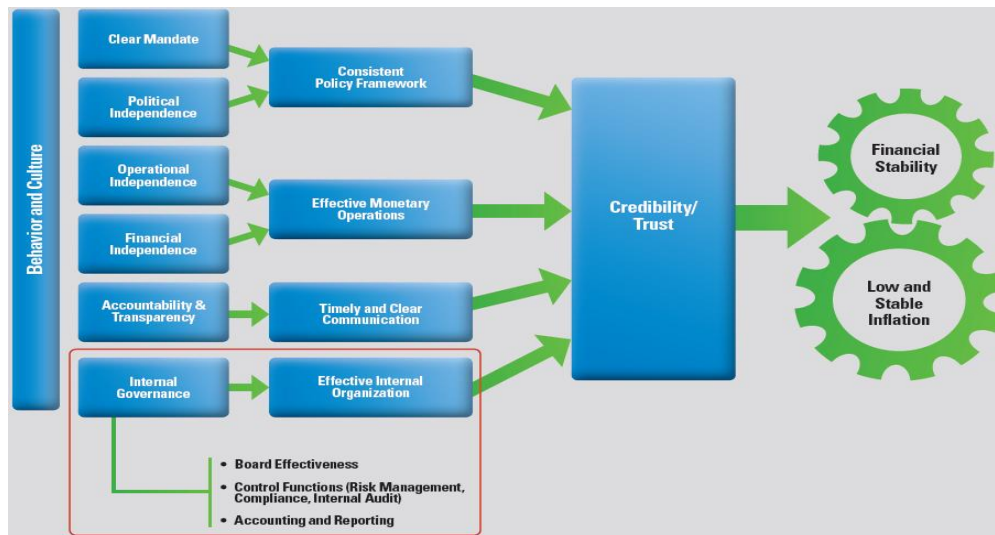 Behavior and Culture
Clear Mandate
Political
Independence
Operational
Independence
Financial
Independence
Accountability &
Transparency
Internal
Governance
Consistent
Policy Framework
Effective Monetary
Operations
Timely and Clear
Communication
Effective Internal
Organization
• Board Effectiveness
• Control Functions (Risk Management,
Compliance, Internal Audit)
• Accounting and Reporting
Credibility/
Trust
Financial
Stability
Low and
Stable
Inflation